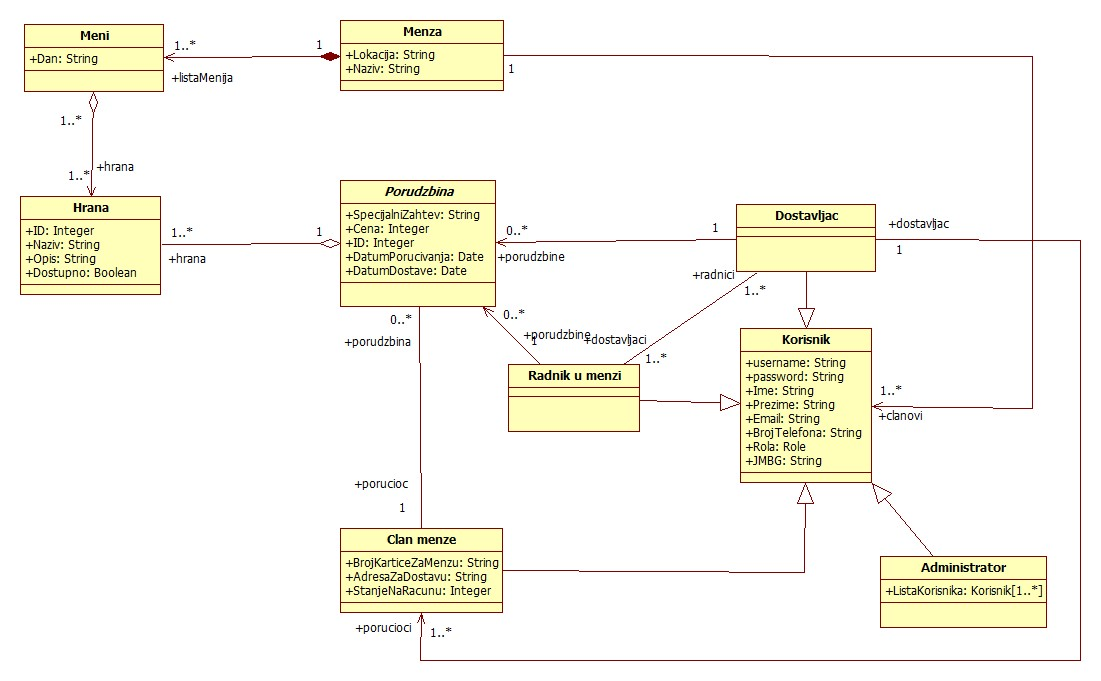 Meni
+Dan: String
1..*
+listaMenija
1
Menza
+Lokacija: String
+Naziv: String
1
1..*
+hrana
1..*
Hrana
+ID: Integer
+Naziv: String
+Opis: String
+Dostupno: Boolean
1..*
+hrana
1
Porudzbina
+SpecijalniZahtev: String
+Cena: Integer
+ID: Integer
+DatumPorucivanja: Date
+DatumDostave: Date
0..*
+porudzbine
1
Dostavljac
+dostavljac
1
+radnici
1..*
0..*
+porudzbine
1
+dostavljaci
1..*
Radnik u menzi
0..*
+porudzbina
Korisnik
+username: String
+password: String
+Ime: String
+Prezime: String
+Email: String
+BrojTelefona: String
+Rola: Role
+JMBG: String
1..*
+clanovi
+porucioc
1
Clan menze
+BrojKarticeZaMenzu: String
+AdresaZaDostavu: String
+StanjeNaRacunu: Integer
+porucioci
1..*
Administrator
+ListaKorisnika: Korisnik[1..*]